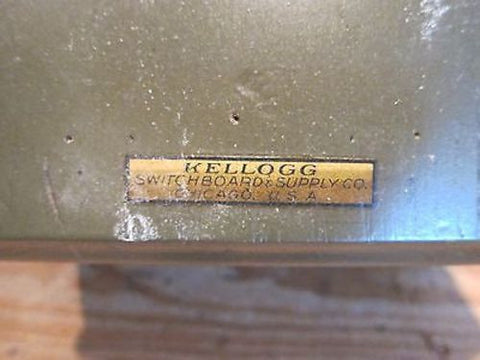 KELLOGG
SWITCHBOARD & SUPPLY CO.
CHICAGO, U.S.A.